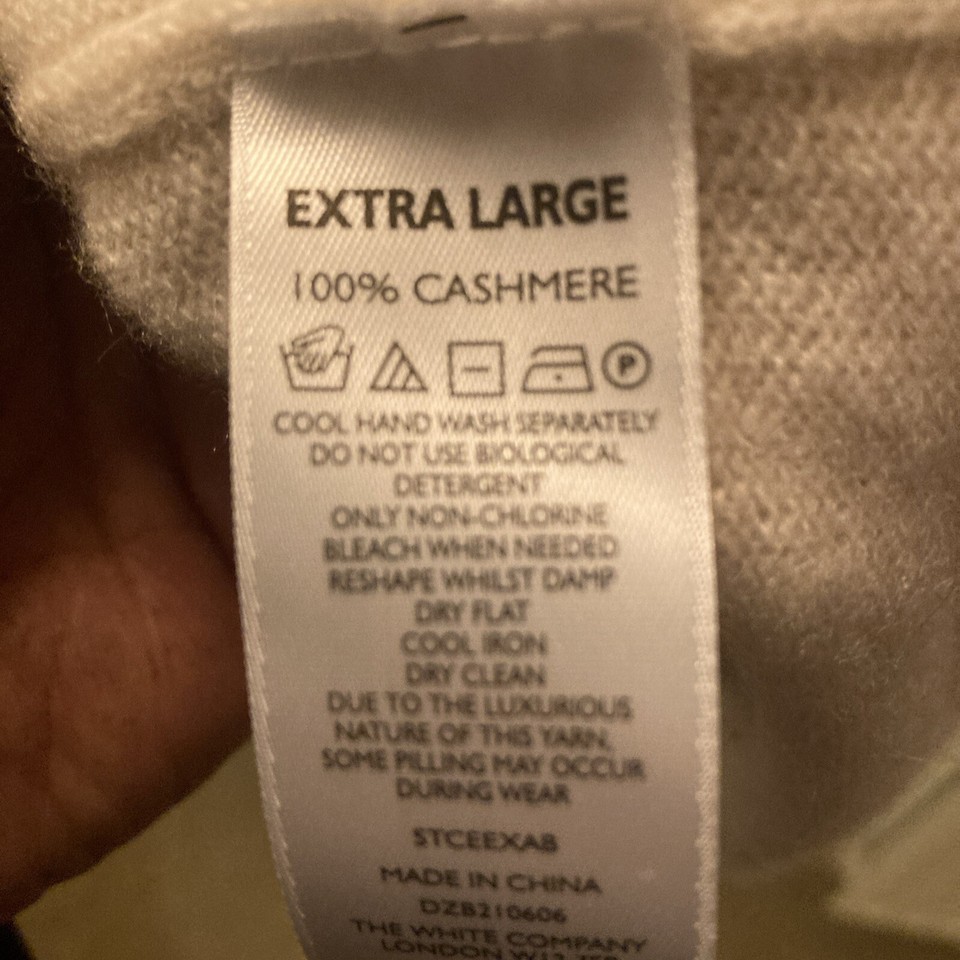 EXTRA LARGE
100% CASHMERE
P
COOL HAND WASH SEPARATELY
DO NOT USE BIOLOGICAL
DETERGENT
ONLY NON-CHLORINE
BLEACH WHEN NEEDED
RESHAPE WHILST DAMP
DRY FLAT
COOL IRON
DRY CLEAN
DUE TO THE LUXURIOUS
NATURE OF THIS YARN,
SOME PILLING MAY OCCUR
DURING WEAR
STCEEXAB
MADE IN CHINA
DZB210606
THE WHITE COMPANY
LONDON W12